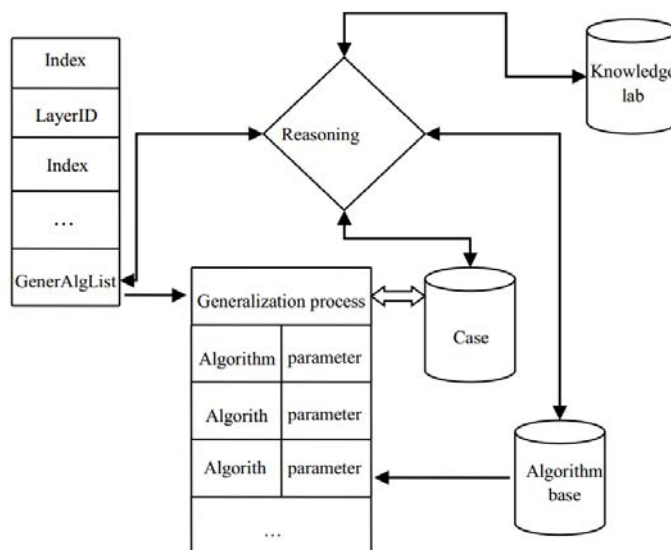 Index
LayerID
Index
…
GenerAlgList
Reasoning
Knowledge
lab
Generalization process
Algorithm parameter
Algorith parameter
Algorith parameter
…
Case
Algorithm
base